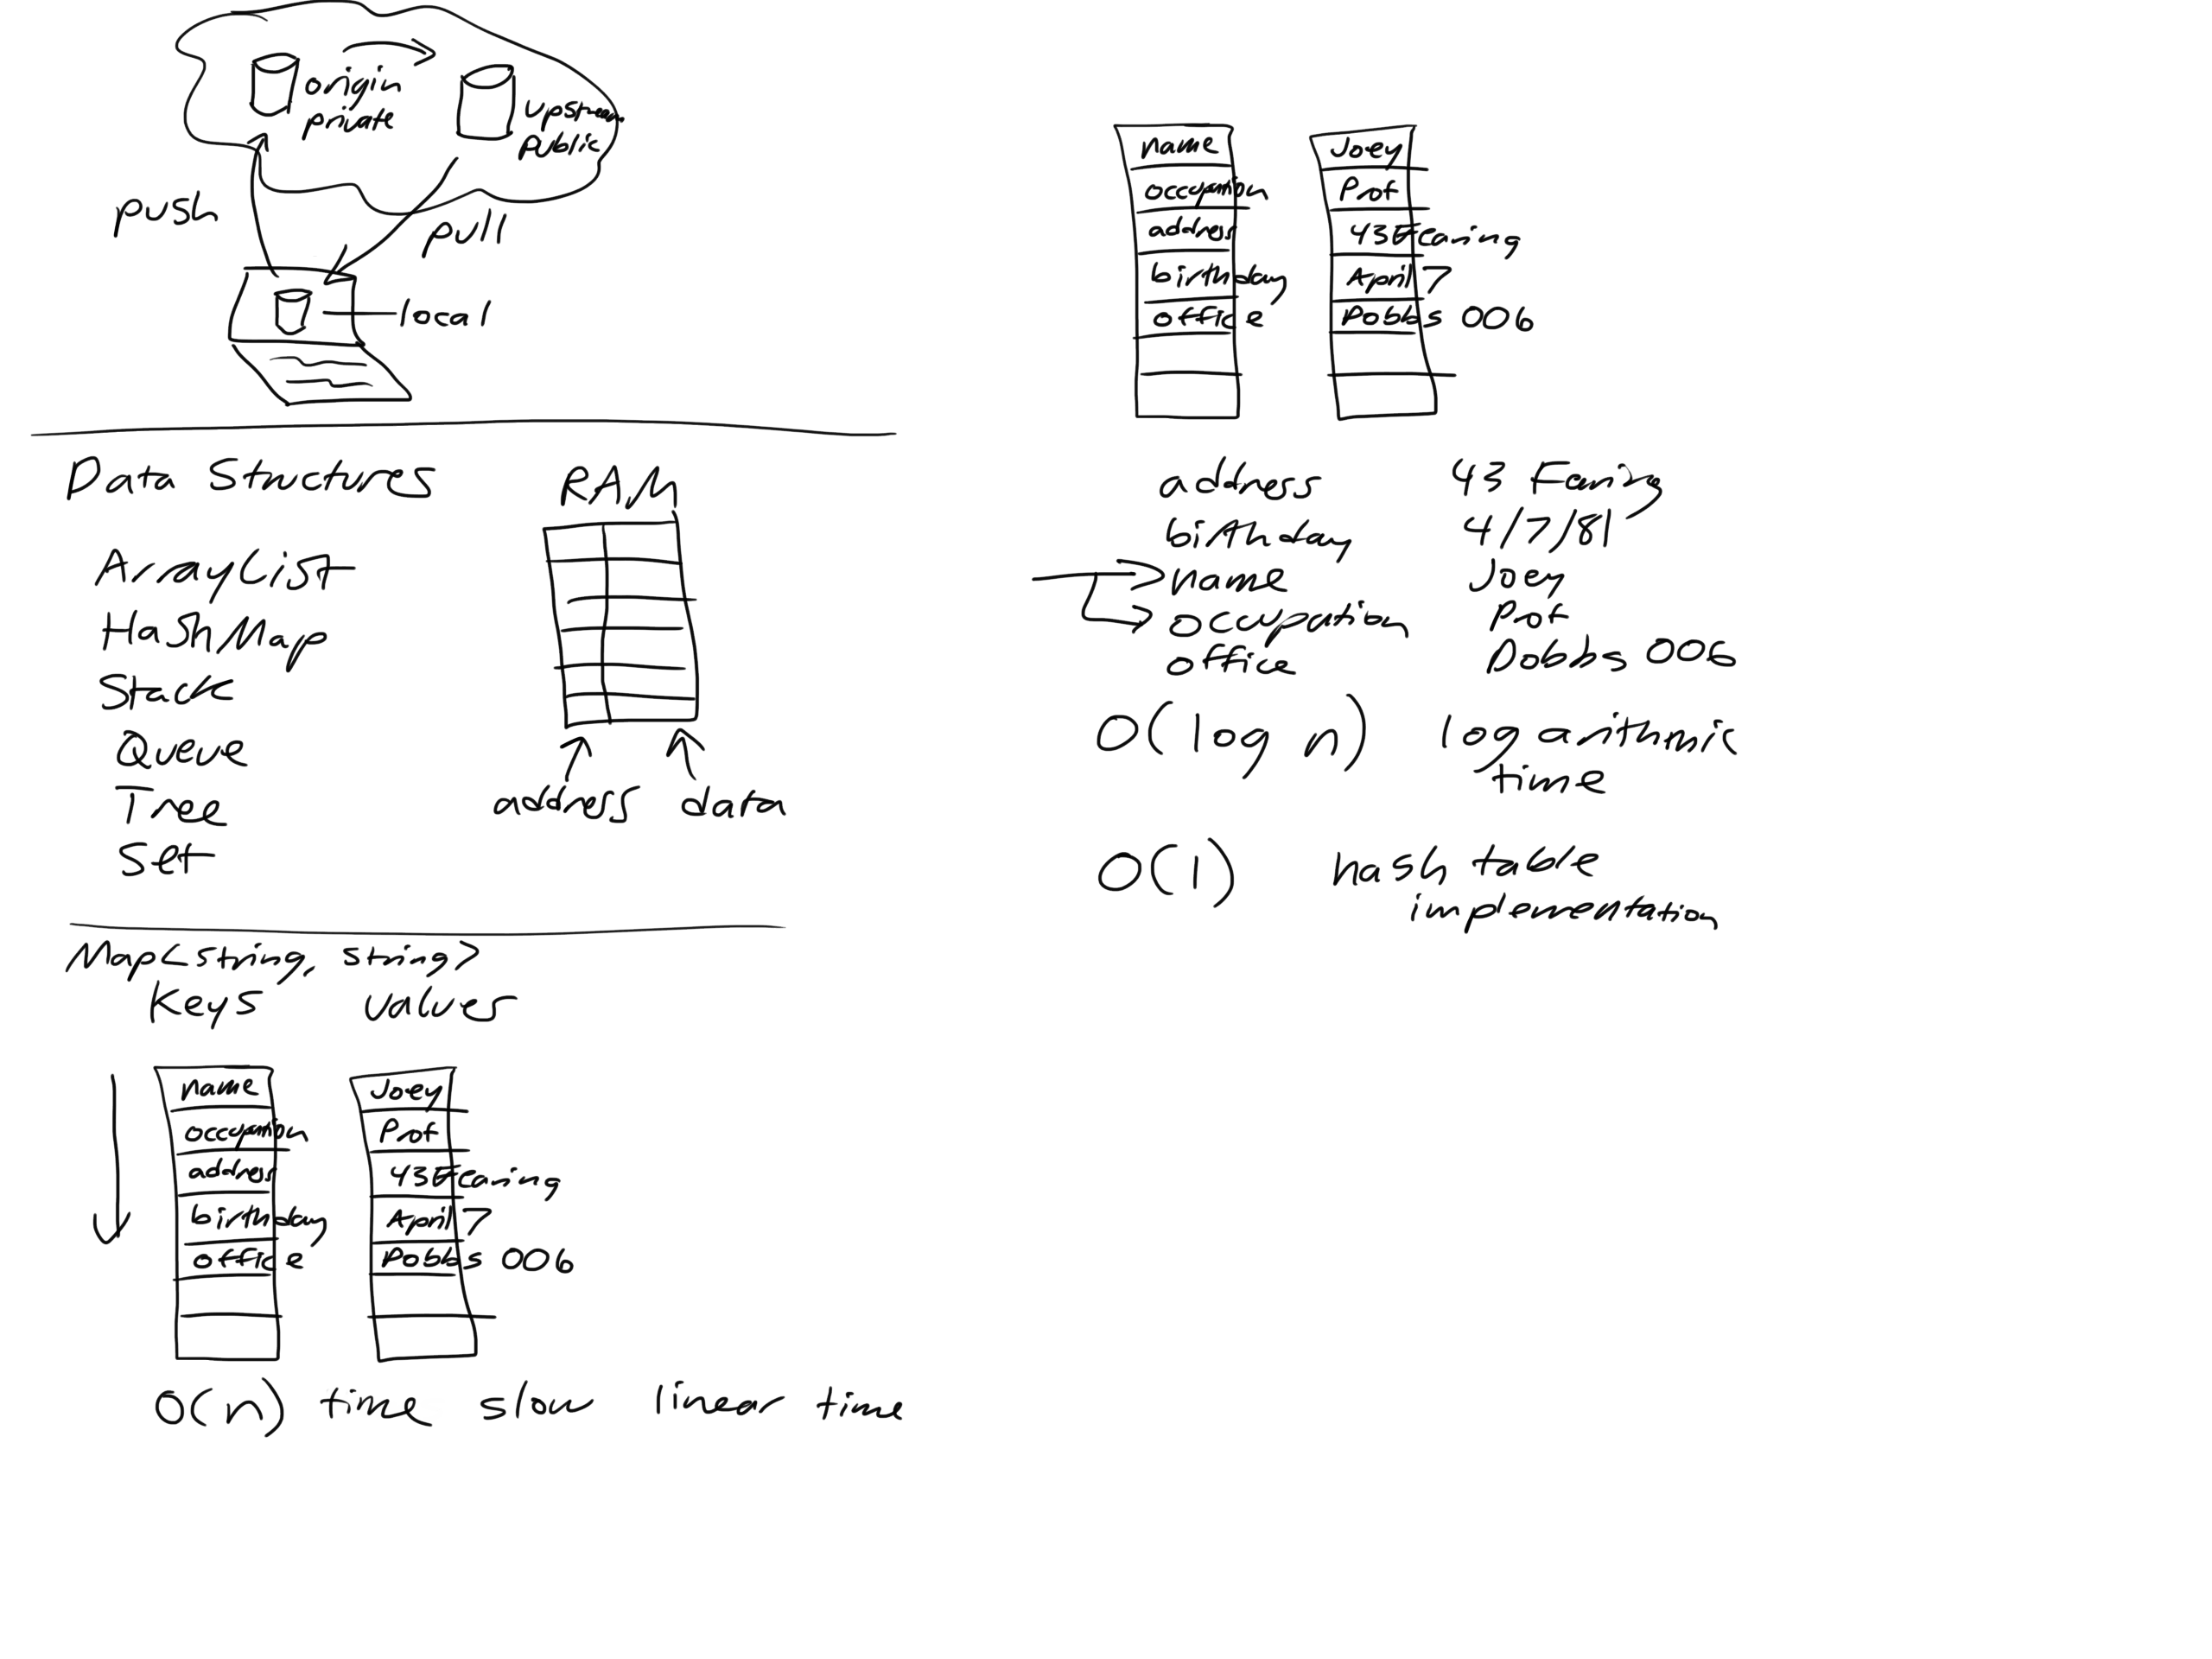 origin
private
upstream
public
push
pull
local
Data Structures
RAM
ArrayList
HashMap
Stack
Queue
Tree
Set
address data
Map<string, string>
Keys values
name Joey
occupation Prof
address 43 Fearing
birthday April 7
office Dobbs 006
O(n) time slow linear time
name Joey
occupation Prof
address 43 Fearing
birthday April 7
office Dobbs 006
address 43 Fearing
birthday 4/7/81
name Joey
occupation Prof
office Dobbs 006
O(log n) logarithmic
time
O(1) hash table
implementation